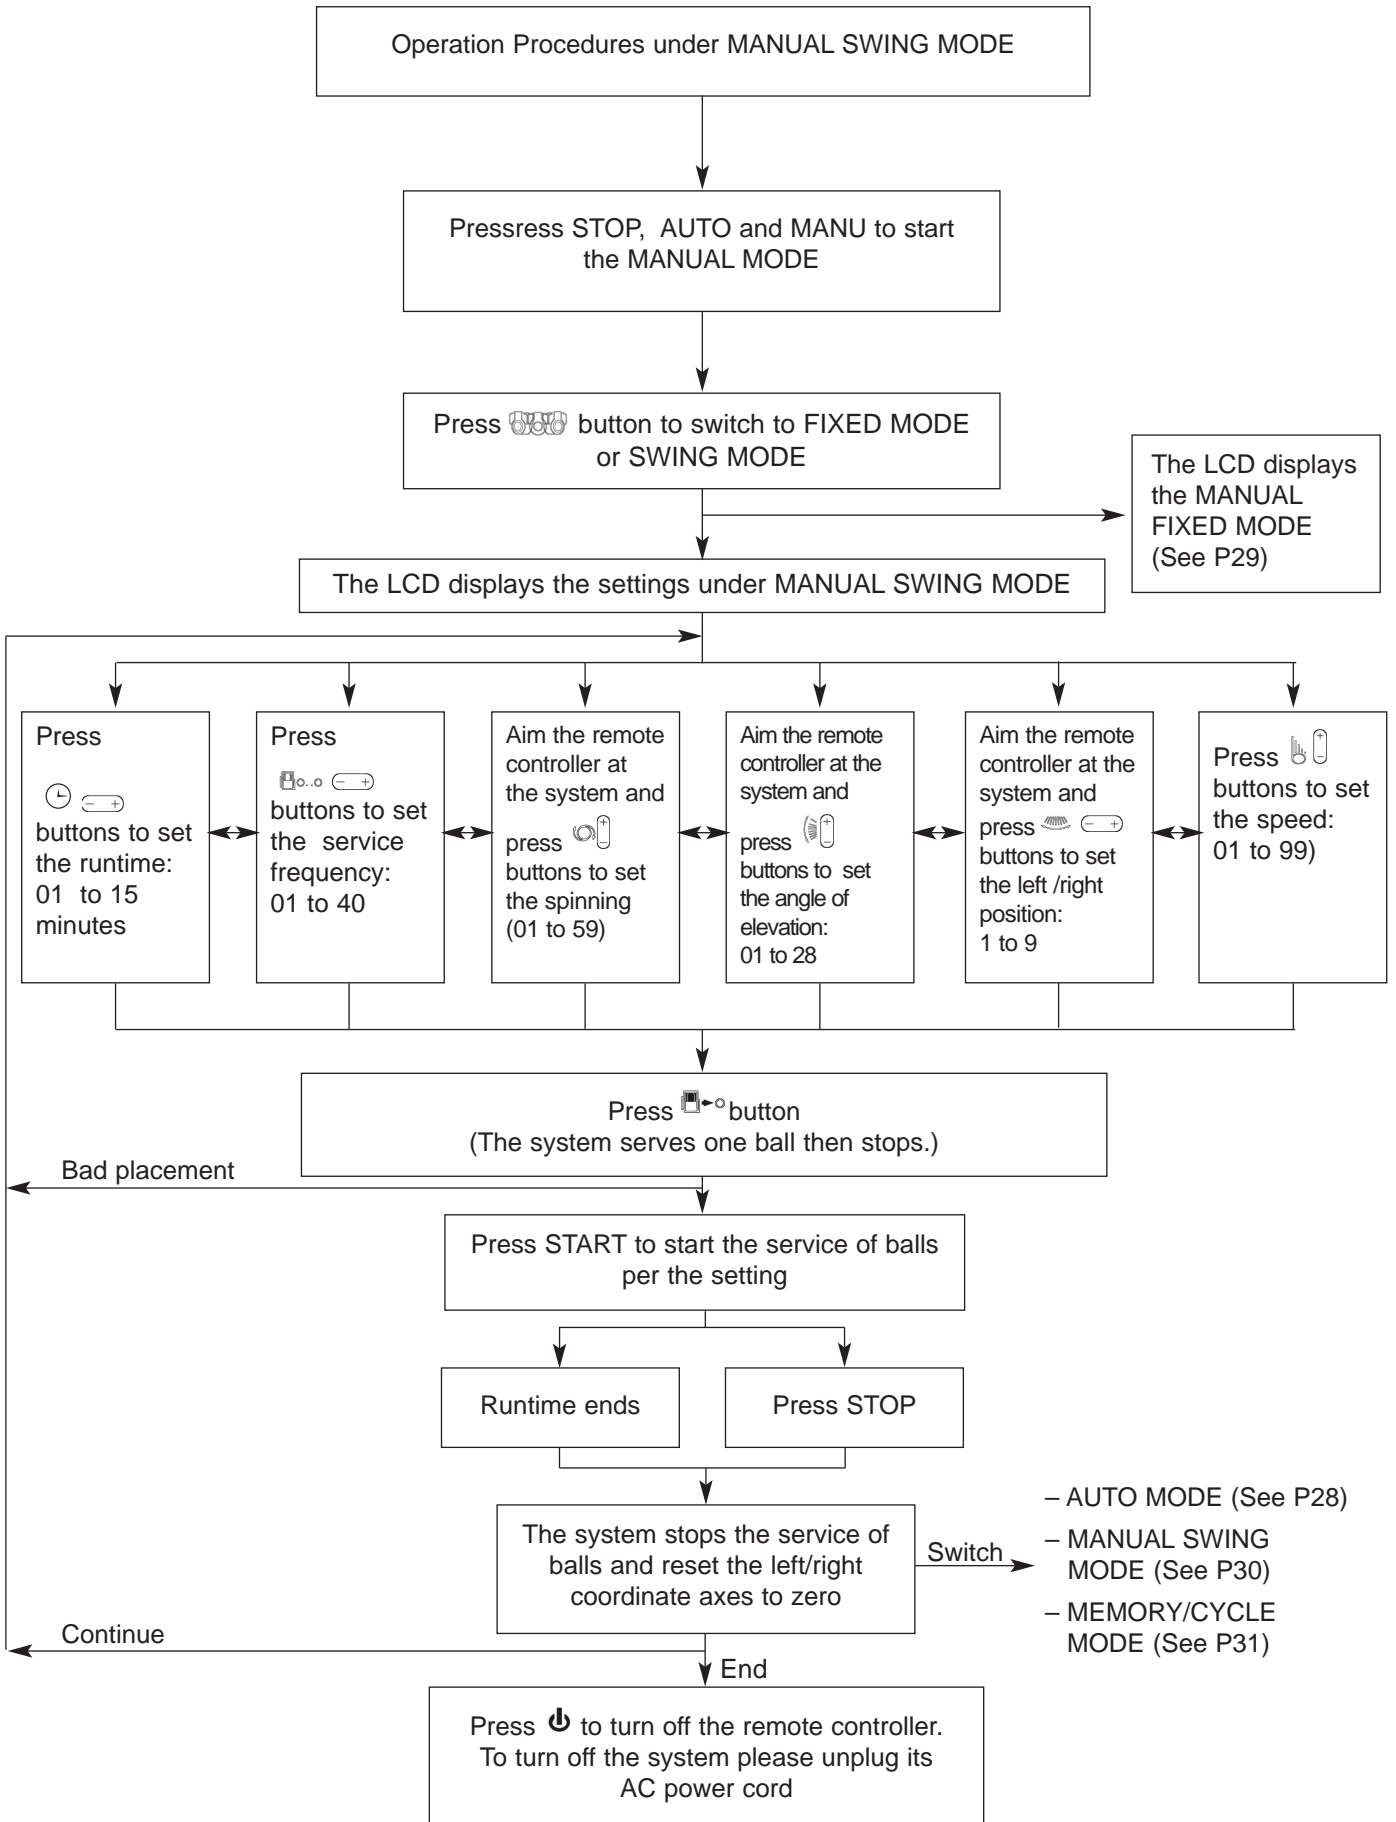 Operation Procedures under MANUAL SWING MODE
Pressress STOP, AUTO and MANU to start
the MANUAL MODE
Press button to switch to FIXED MODE
or SWING MODE
The LCD displays
the MANUAL
FIXED MODE
(See P29)
The LCD displays the settings under MANUAL SWING MODE
Press
- +
buttons to set
the runtime:
01 to 15
minutes
Press
- +
buttons to set
the service
frequency:
01 to 40
Aim the remote
controller at
the system and
press + -
buttons to set
the spinning
(01 to 59)
Aim the remote
controller at the
system and
press + -
buttons to set
the angle of
elevation:
01 to 28
Aim the remote
controller at the
system and
press - +
buttons to set
the left /right
position:
1 to 9
Press + -
buttons to set
the speed:
01 to 99)
Press button
(The system serves one ball then stops.)
Bad placement
Press START to start the service of balls
per the setting
Runtime ends
Press STOP
The system stops the service of
balls and reset the left/right
coordinate axes to zero
Switch
– AUTO MODE (See P28)
– MANUAL SWING
MODE (See P30)
– MEMORY/CYCLE
MODE (See P31)
Continue
End
Press to turn off the remote controller.
To turn off the system please unplug its
AC power cord